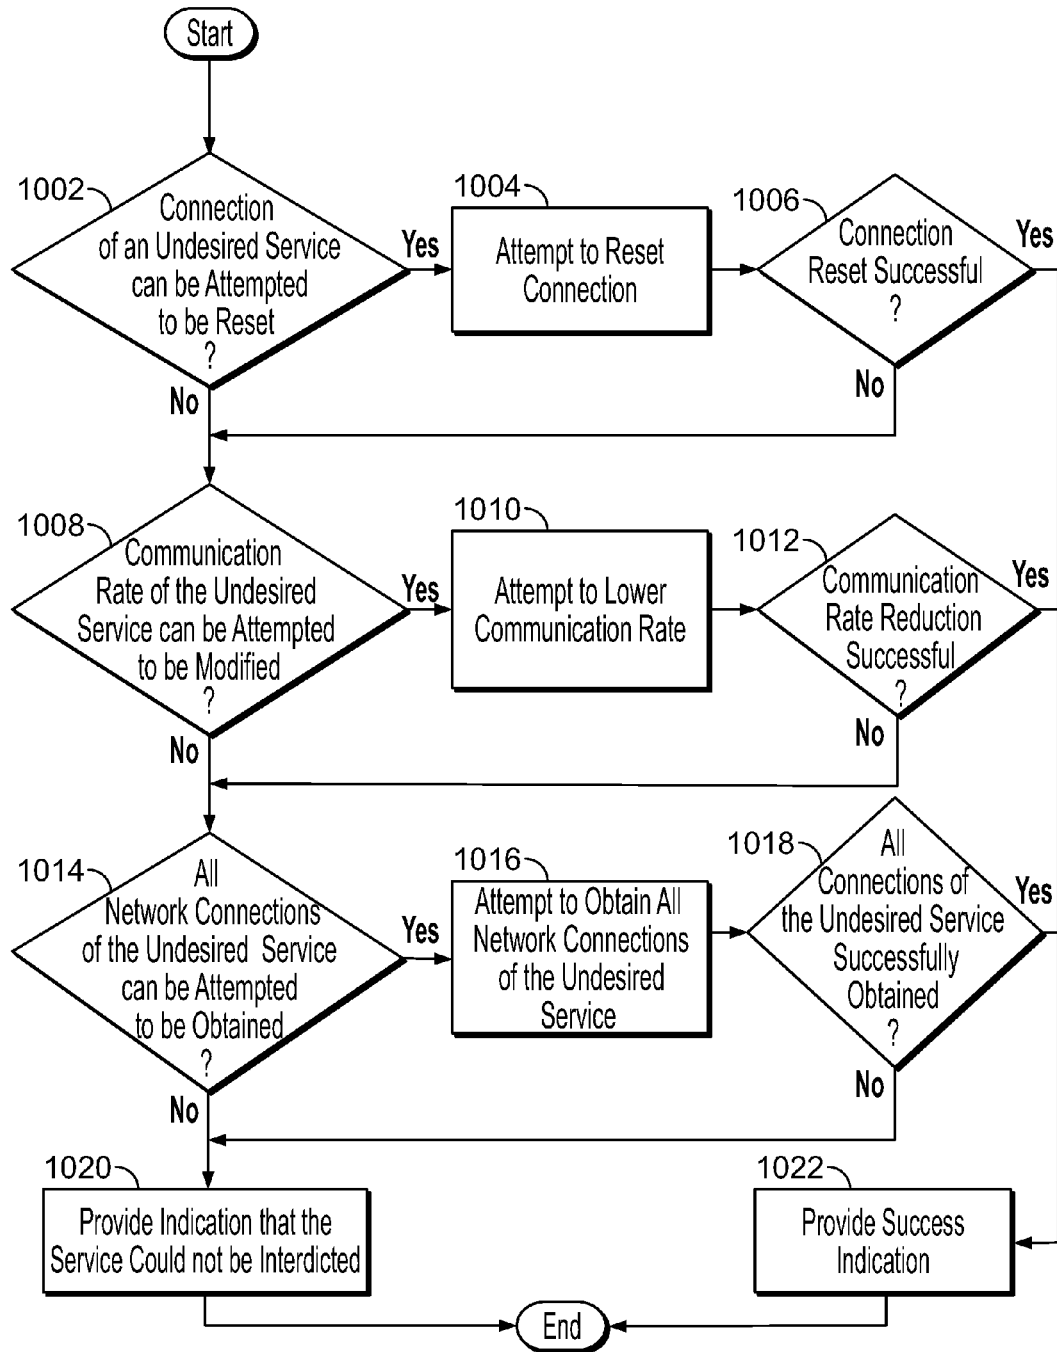 Start
1002
Connection
of an Undesired Service
can be Attempted
to be Reset
?
Yes
No
1004
Attempt to Reset
Connection
1006
Connection
Reset Successful
?
Yes
No
1008
Communication
Rate of the Undesired
Service can be Attempted
to be Modified
?
Yes
No
1010
Attempt to Lower
Communication Rate
1012
Communication
Rate Reduction
Successful
?
Yes
No
1014
All
Network Connections
of the Undesired Service
can be Attempted
to be Obtained
?
Yes
No
1016
Attempt to Obtain All
Network Connections
of the Undesired
Service
1018
All
Connections of
the Undesired Service
Successfully
Obtained
?
Yes
No
1020
Provide Indication that the
Service Could not be Interdicted
1022
Provide Success
Indication
End